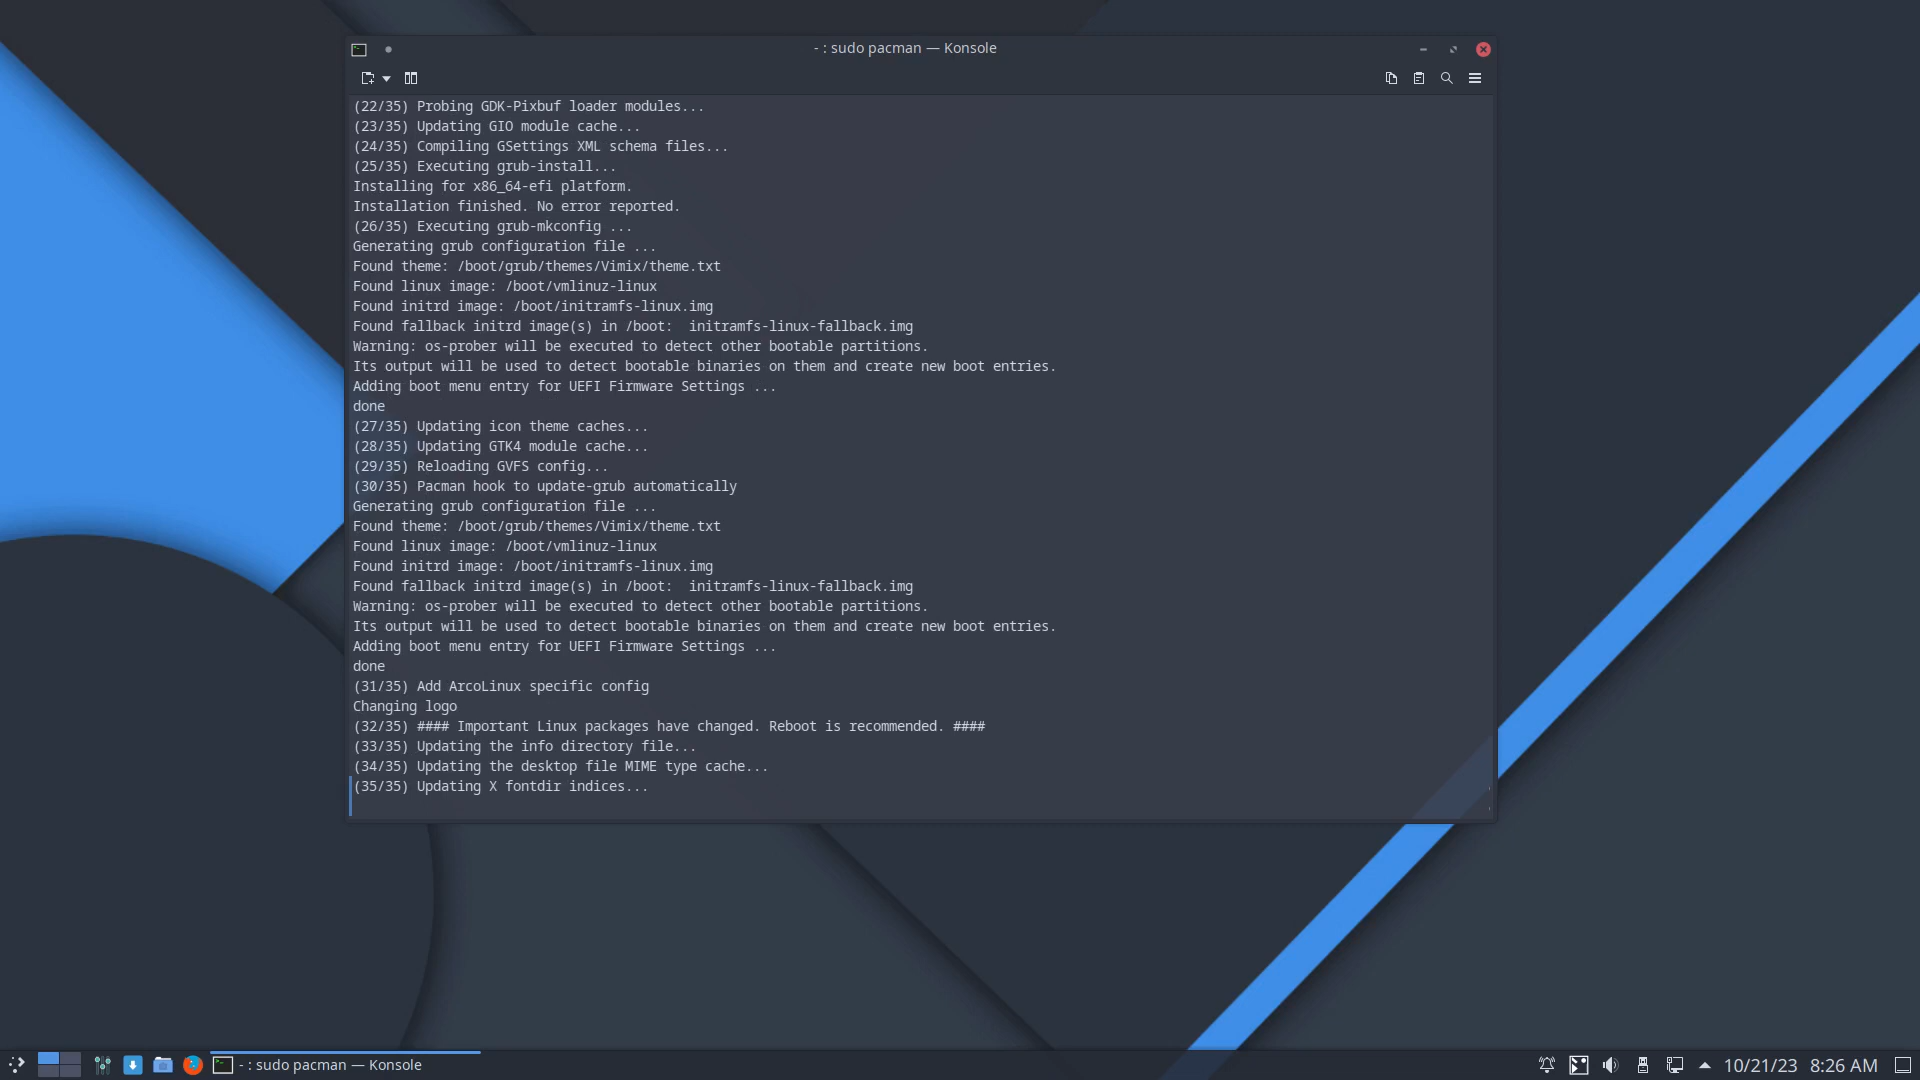 - : sudo pacman — Konsole
(22/35) Probing GDK-Pixbuf loader modules...
(23/35) Updating GIO module cache...
(24/35) Compiling GSettings XML schema files...
(25/35) Executing grub-install...
Installing for x86_64-efi platform.
Installation finished. No error reported.
(26/35) Executing grub-mkconfig ...
Generating grub configuration file ...
Found theme: /boot/grub/themes/Vimix/theme.txt
Found linux image: /boot/vmlinuz-linux
Found initrd image: /boot/initramfs-linux.img
Found fallback initrd image(s) in /boot:  initramfs-linux-fallback.img
Warning: os-prober will be executed to detect other bootable partitions.
Its output will be used to detect bootable binaries on them and create new boot entries.
Adding boot menu entry for UEFI Firmware Settings ...
done
(27/35) Updating icon theme caches...
(28/35) Updating GTK4 module cache...
(29/35) Reloading GVFS config...
(30/35) Pacman hook to update-grub automatically
Generating grub configuration file ...
Found theme: /boot/grub/themes/Vimix/theme.txt
Found linux image: /boot/vmlinuz-linux
Found initrd image: /boot/initramfs-linux.img
Found fallback initrd image(s) in /boot:  initramfs-linux-fallback.img
Warning: os-prober will be executed to detect other bootable partitions.
Its output will be used to detect bootable binaries on them and create new boot entries.
Adding boot menu entry for UEFI Firmware Settings ...
done
(31/35) Add ArcoLinux specific config
Changing logo
(32/35) #### Important Linux packages have changed. Reboot is recommended. ####
(33/35) Updating the info directory file...
(34/35) Updating the desktop file MIME type cache...
(35/35) Updating X fontdir indices...
- : sudo pacman — Konsole
10/21/23 8:26 AM